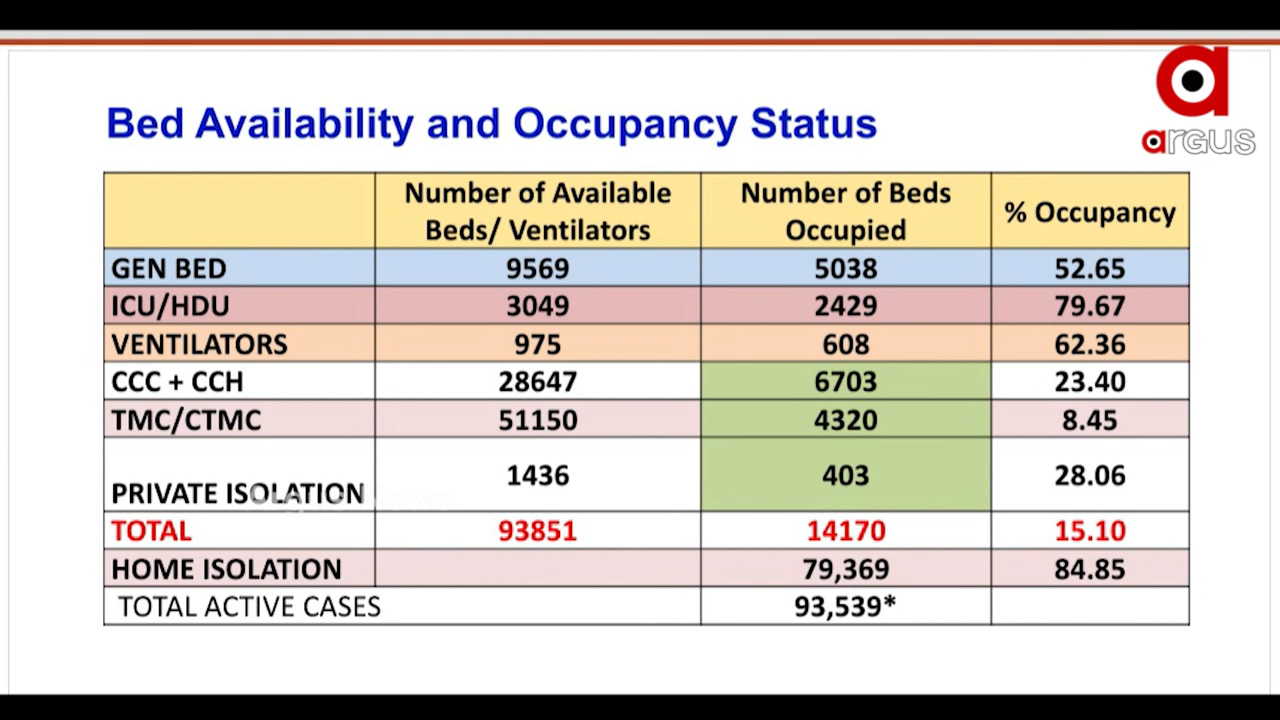 argus
Bed Availability and Occupancy Status
Number of Available Beds/ Ventilators Number of Beds Occupied % Occupancy
GEN BED 9569 5038 52.65
ICU/HDU 3049 2429 79.67
VENTILATORS 975 608 62.36
CCC + CCH 28647 6703 23.40
TMC/CTMC 51150 4320 8.45
PRIVATE ISOLATION 1436 403 28.06
TOTAL 93851 14170 15.10
HOME ISOLATION 79,369 84.85
TOTAL ACTIVE CASES 93,539*